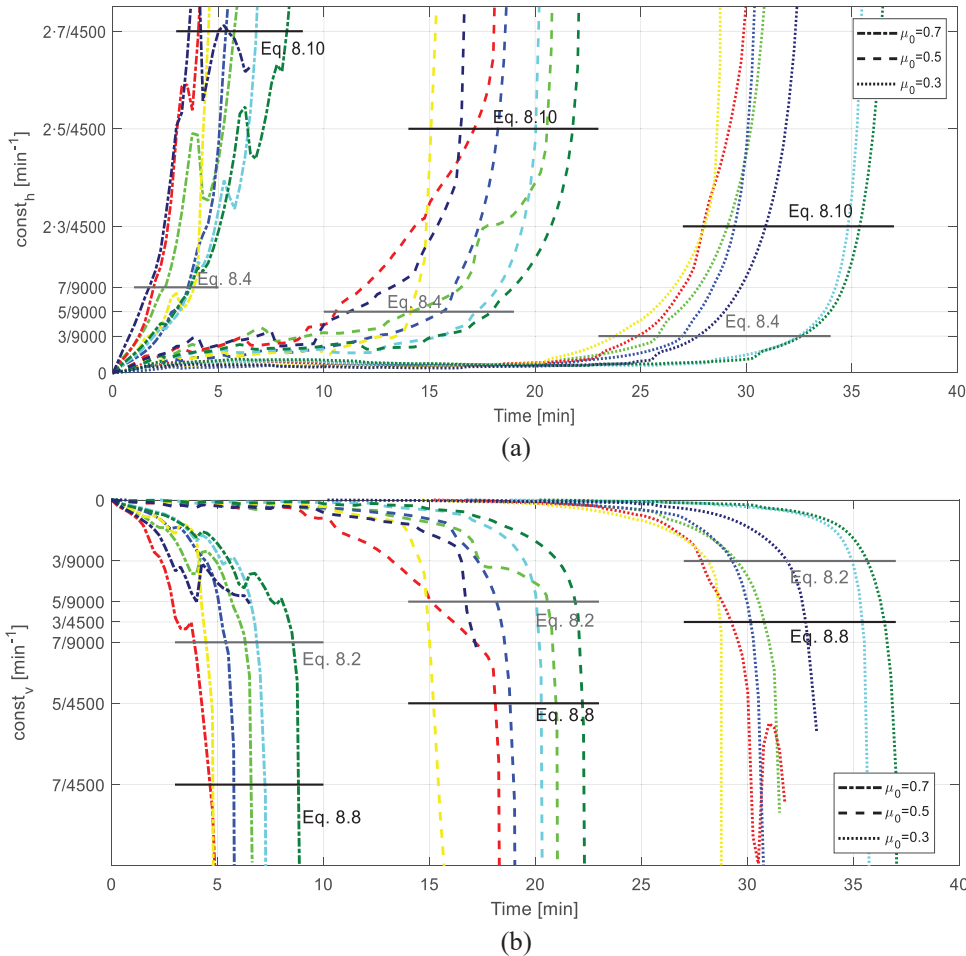 2·7/4500
Eq. 8.10
μ0=0.7
μ0=0.5
μ0=0.3
2·5/4500
Eq. 8.10
consth [min-1]
2·3/4500
Eq. 8.10
7/9000
Eq. 8.4
5/9000
Eq. 8.4
3/9000
Eq. 8.4
0
0 5 10 15 20 25 30 35 40
Time [min]
(a)
0
3/9000
Eq. 8.2
5/9000
3/4500
Eq. 8.2
Eq. 8.8
7/9000
Eq. 8.2
constv [min-1]
5/4500
Eq. 8.8
7/4500
μ0=0.7
Eq. 8.8
μ0=0.5
μ0=0.3
0 5 10 15 20 25 30 35 40
Time [min]
(b)